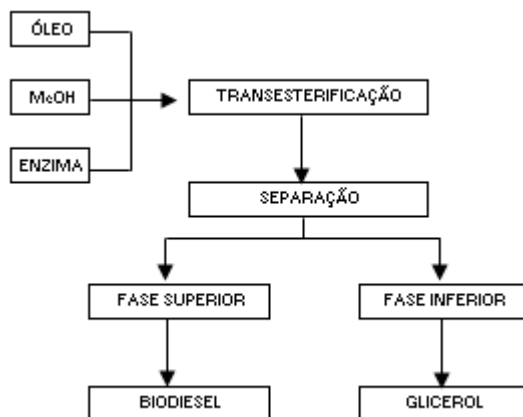 ÓLEO
MeOH
TRANSESTERIFICAÇÃO
ENZIMA
SEPARAÇÃO
FASE SUPERIOR
FASE INFERIOR
BIODIESEL
GLICEROL